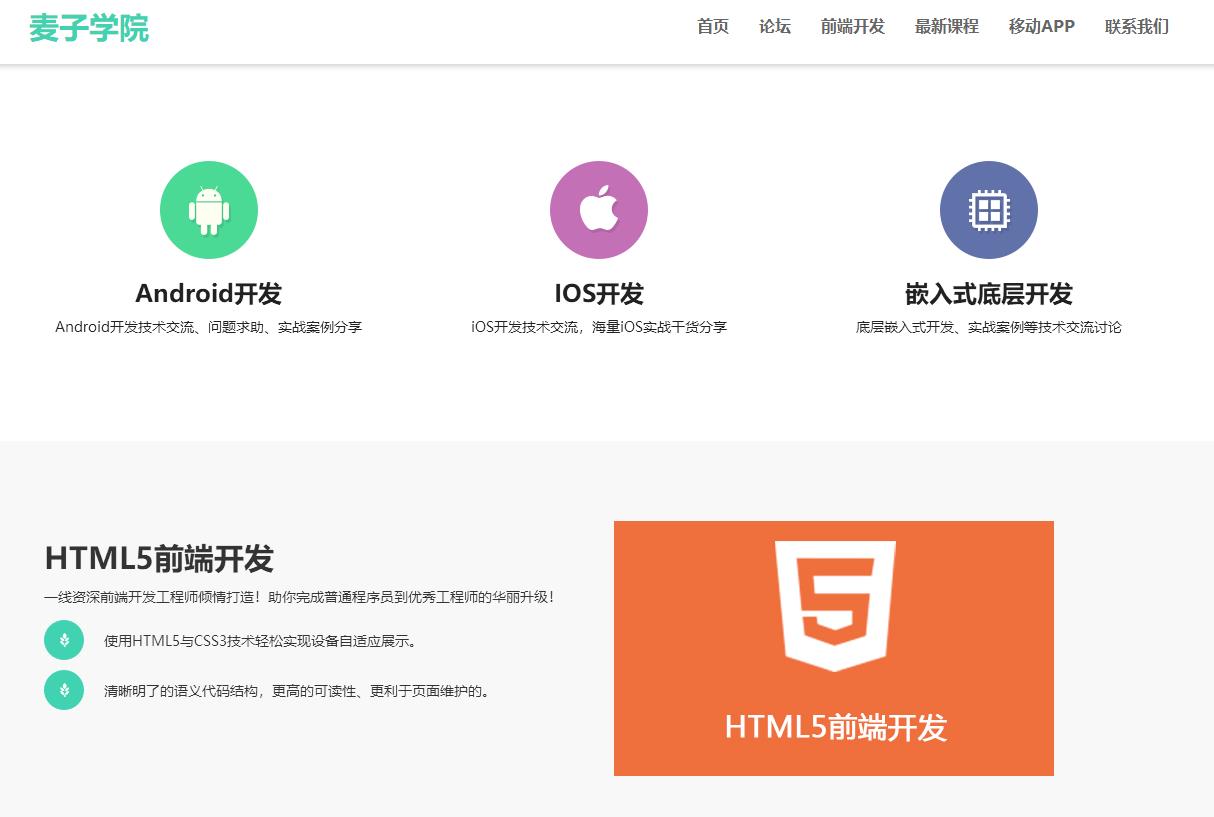 麦子学院
首页 论坛 前端开发 最新课程 移动APP 联系我们
Android开发
Android开发技术交流、问题求助、实战案例分享
IOS开发
iOS开发技术交流，海量iOS实战干货分享
嵌入式底层开发
底层嵌入式开发、实战案例等技术交流讨论
HTML5前端开发
一线资深前端开发工程师倾情打造！助你完成普通程序员到优秀工程师的华丽升级！
使用HTML5与CSS3技术轻松实现设备自适应展示。
清晰明了的语义代码结构，更高的可读性、更利于页面维护的。
5
HTML5前端开发